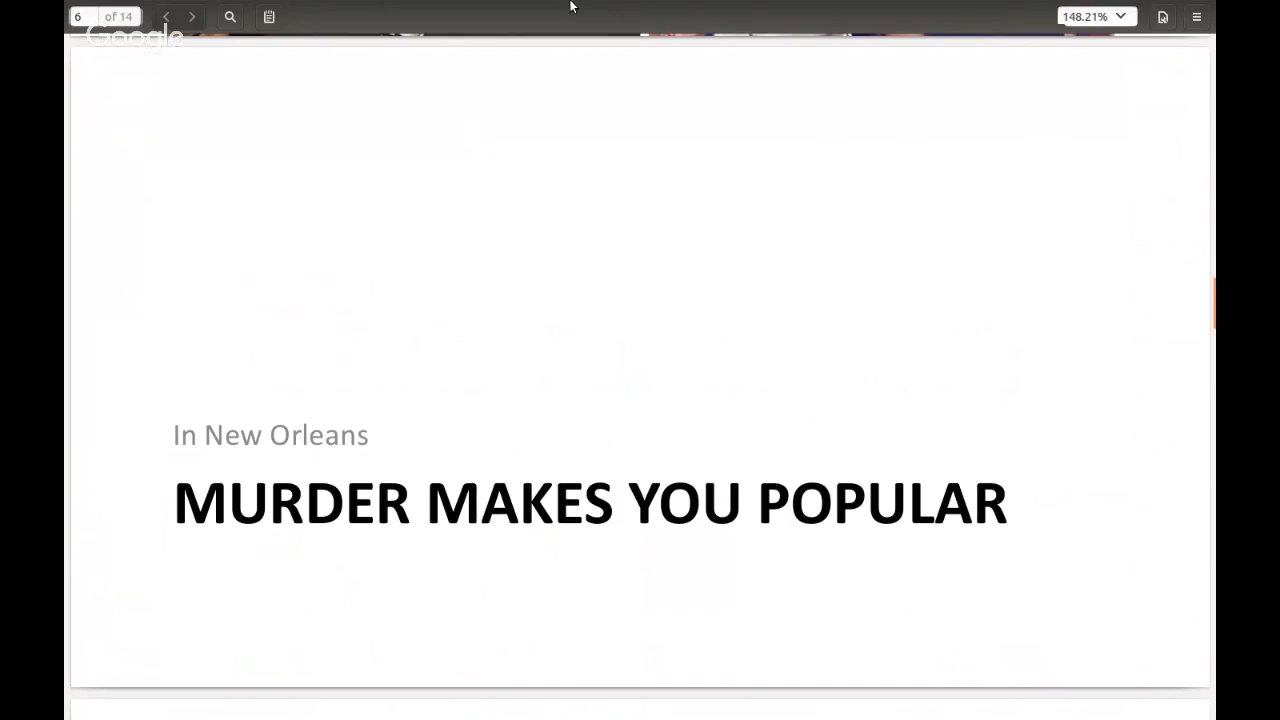 6 of 14
148.21%
Google
In New Orleans
MURDER MAKES YOU POPULAR